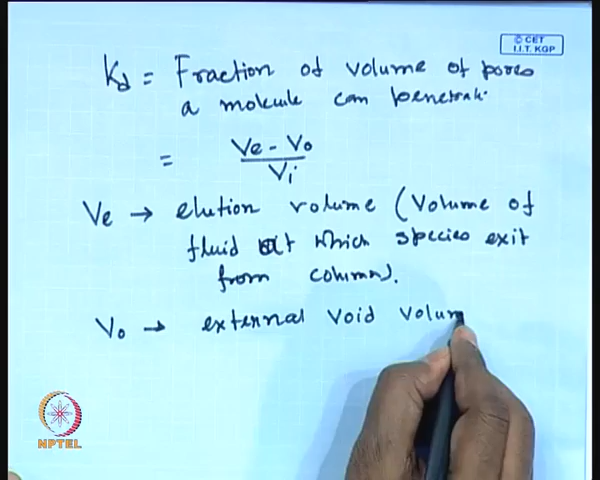 © CET
I.I.T. KGP
Kd = Fraction of volume of pores
a molecule can penetrate.
= Ve - Vo
Vi
Ve → elution volume (Volume of
fluid at which species exit
from column).
Vo → external void volum
NPTEL